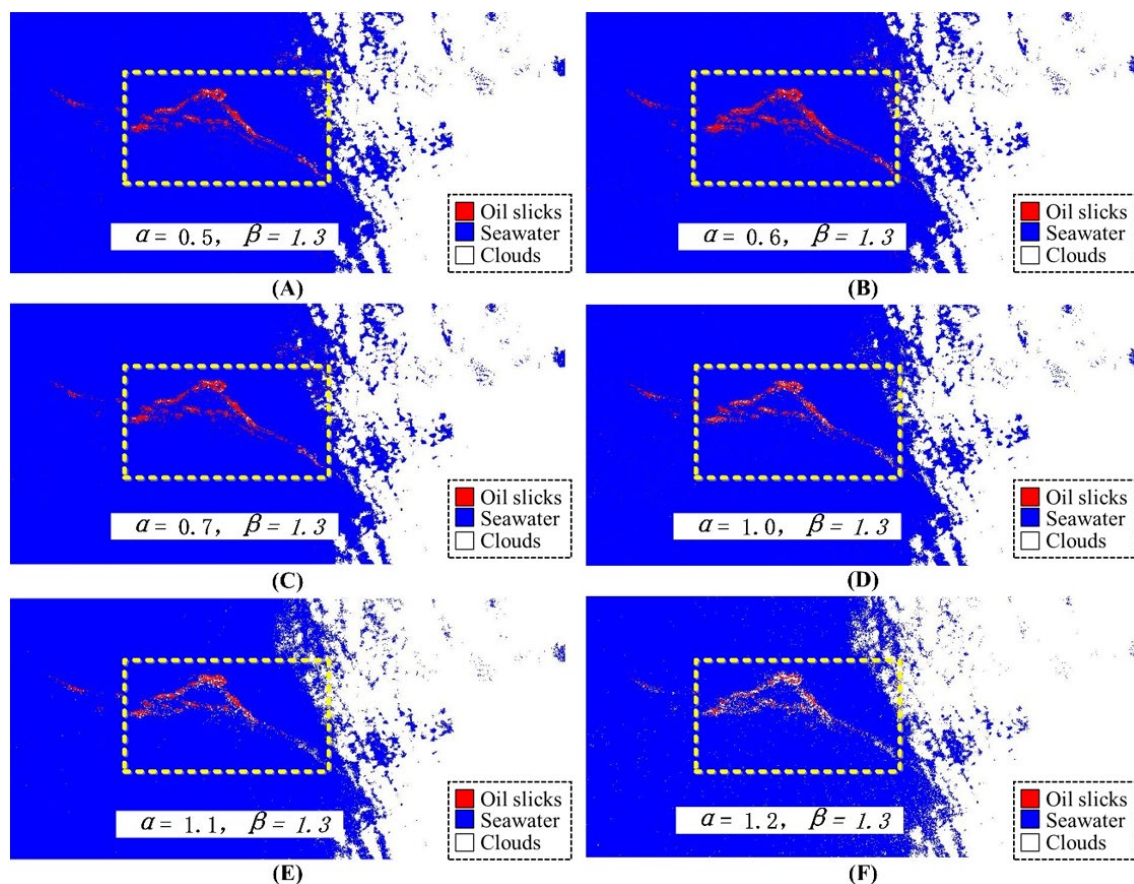 Oil slicks
Seawater
Clouds
α = 0.5, β = 1.3
(A)
Oil slicks
Seawater
Clouds
α = 0.6, β = 1.3
(B)
Oil slicks
Seawater
Clouds
α = 0.7, β = 1.3
(C)
Oil slicks
Seawater
Clouds
α = 1.0, β = 1.3
(D)
Oil slicks
Seawater
Clouds
α = 1.1, β = 1.3
(E)
Oil slicks
Seawater
Clouds
α = 1.2, β = 1.3
(F)